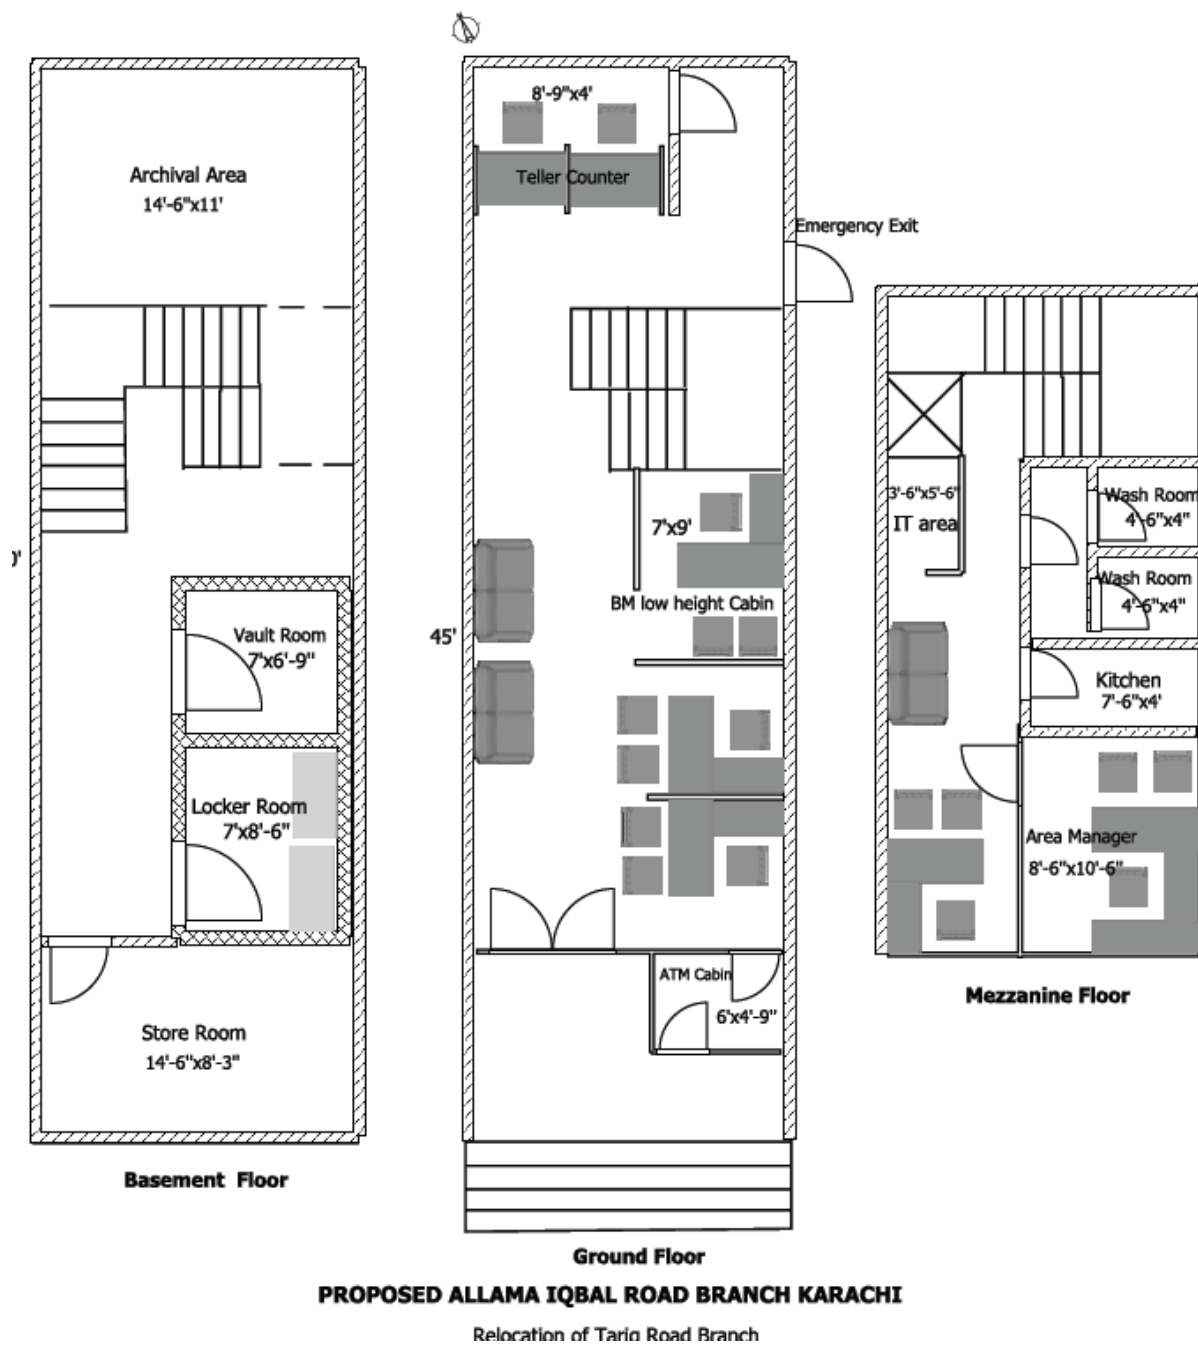 Archival Area
14'-6"x11'
Vault Room
7'x6'-9"
Locker Room
7'x8'-6"
Store Room
14'-6"x8'-3"
Basement Floor
8'-9"x4'
Teller Counter
Emergency Exit
7'x9'
BM low height Cabin
45'
ATM Cabin
6'x4'-9"
Ground Floor
3'-6"x5'-6"
IT area
Wash Room
4'-6"x4"
Wash Room
4'-6"x4"
Kitchen
7'-6"x4'
Area Manager
8'-6"x10'-6"
Mezzanine Floor
PROPOSED ALLAMA IQBAL ROAD BRANCH KARACHI
Relocation of Tariq Road Branch